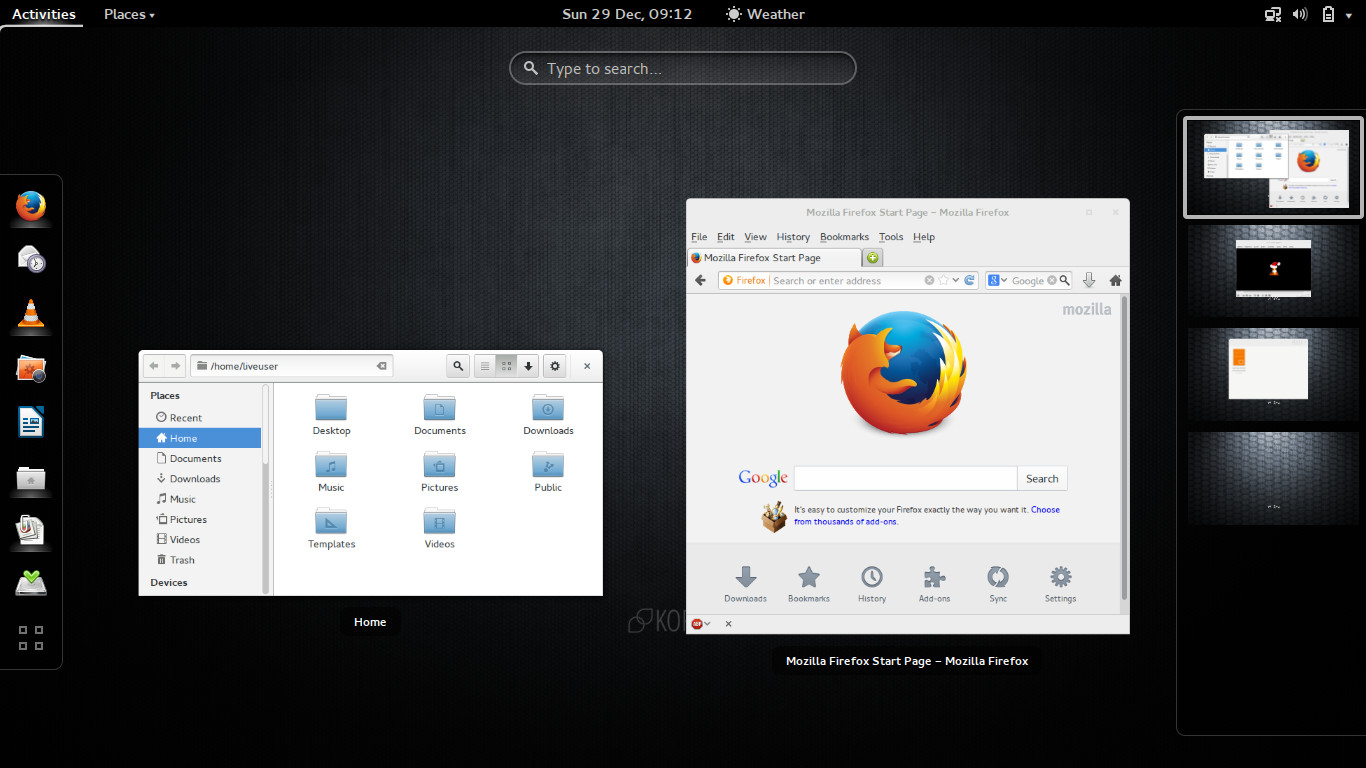 Activities Places Sun 29 Dec, 09:12 Weather
Type to search...
/home/liveuser
Places
Recent
Home
Documents
Downloads
Music
Pictures
Videos
Trash
Devices
Desktop Documents Downloads
Music Pictures Public
Templates Videos
Home
Mozilla Firefox Start Page – Mozilla Firefox
File Edit View History Bookmarks Tools Help
Mozilla Firefox Start Page
Firefox Search or enter address Google
mozilla
Google Search
It's easy to customize your Firefox exactly the way you want it. Choose
from thousands of add-ons.
Downloads Bookmarks History Add-ons Sync Settings
ABP
Mozilla Firefox Start Page – Mozilla Firefox